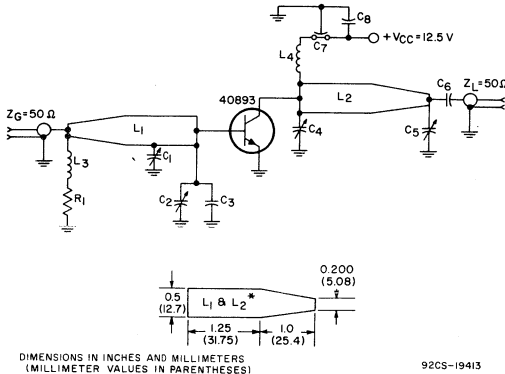 C8
+VCC=12.5 V
C7
L4
40893
C6
ZL=50Ω
ZG=50Ω
L2
L1
C4
C5
C1
L3
R1
C2
C3
0.200
(5.08)
0.5
(12.7)
L1 & L2*
1.25
(31.75)
1.0
(25.4)
DIMENSIONS IN INCHES AND MILLIMETERS
(MILLIMETER VALUES IN PARENTHESES)
92CS-19413